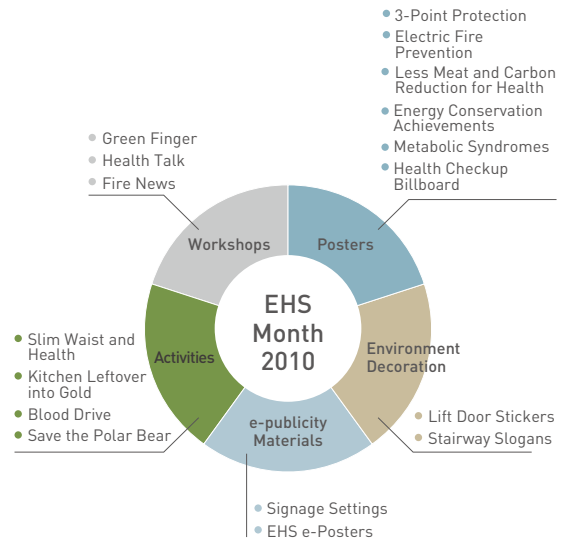 3-Point Protection
Electric Fire
Prevention
Less Meat and Carbon
Reduction for Health
Energy Conservation
Achievements
Metabolic Syndromes
Health Checkup
Billboard
Green Finger
Health Talk
Fire News
Workshops
Posters
EHS
Month
2010
Activities
Environment
Decoration
e-publicity
Materials
Slim Waist and
Health
Kitchen Leftover
into Gold
Blood Drive
Save the Polar Bear
Lift Door Stickers
Stairway Slogans
Signage Settings
EHS e-Posters